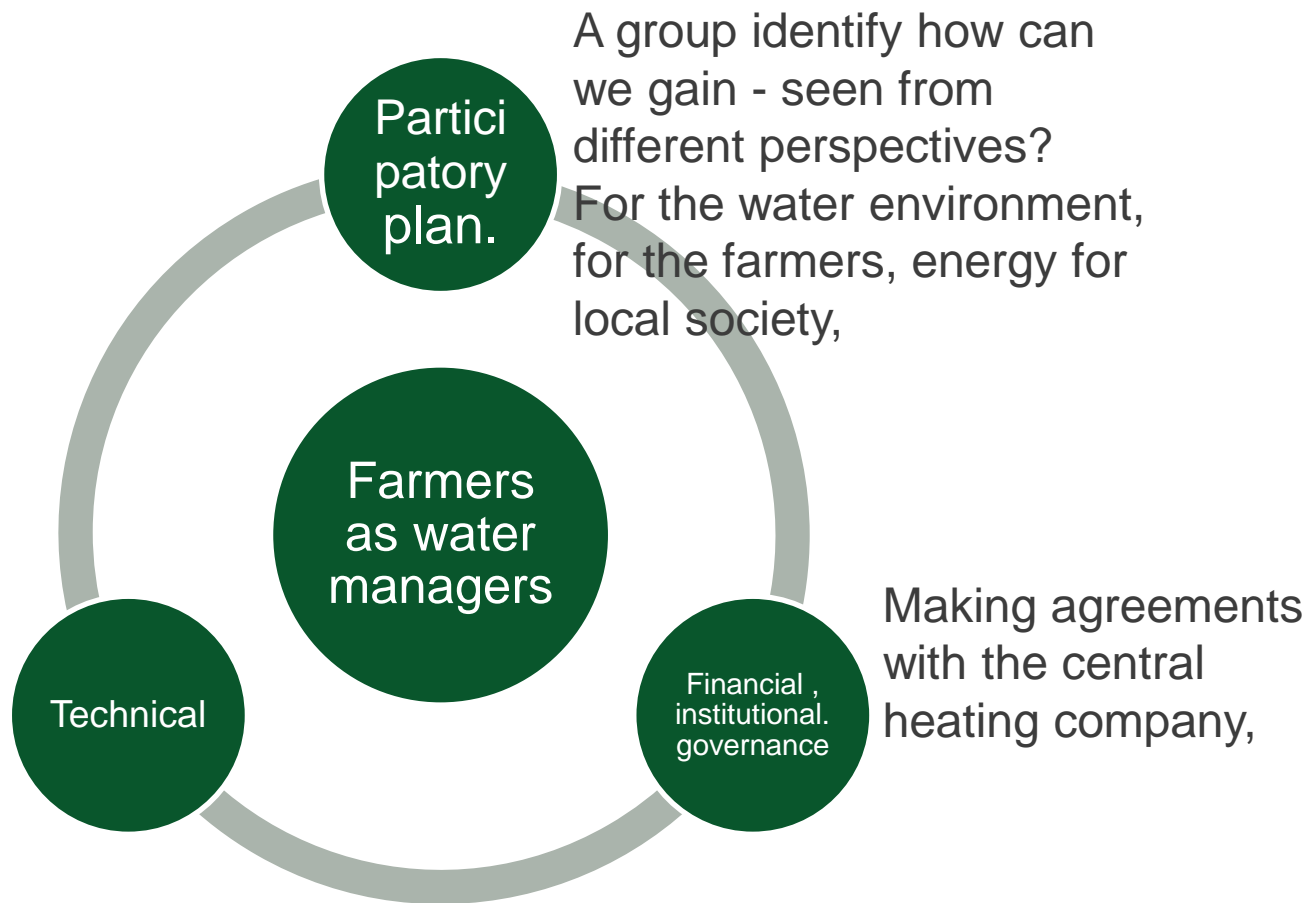 A group identify how can
we gain - seen from
different perspectives?
For the water environment,
for the farmers, energy for
local society,
Partici
patory
plan.
Farmers
as water
managers
Technical
Financial ,
institutional.
governance
Making agreements
with the central
heating company,